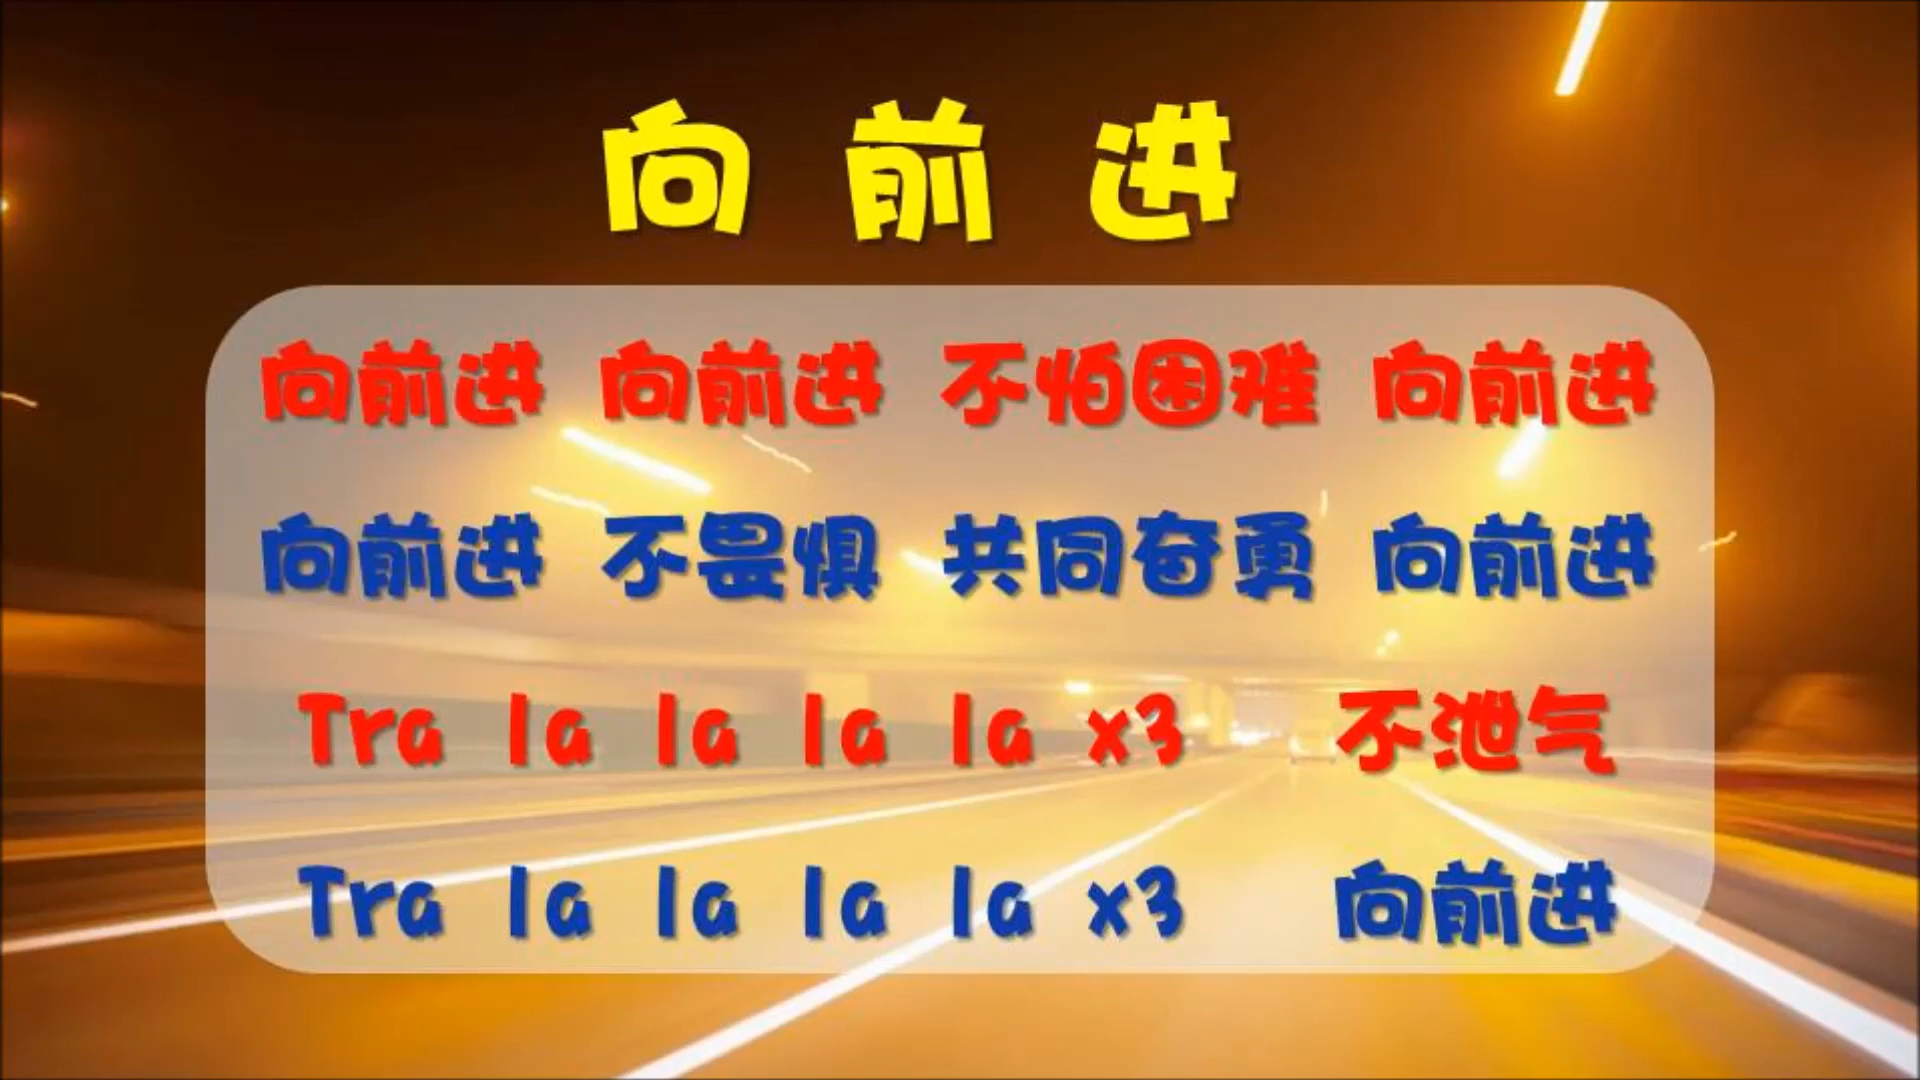 向前进
向前进 向前进 不怕困难 向前进
向前进 不畏惧 共同奋勇 向前进
Tra la la la la x3 不泄气
Tra la la la la x3 向前进